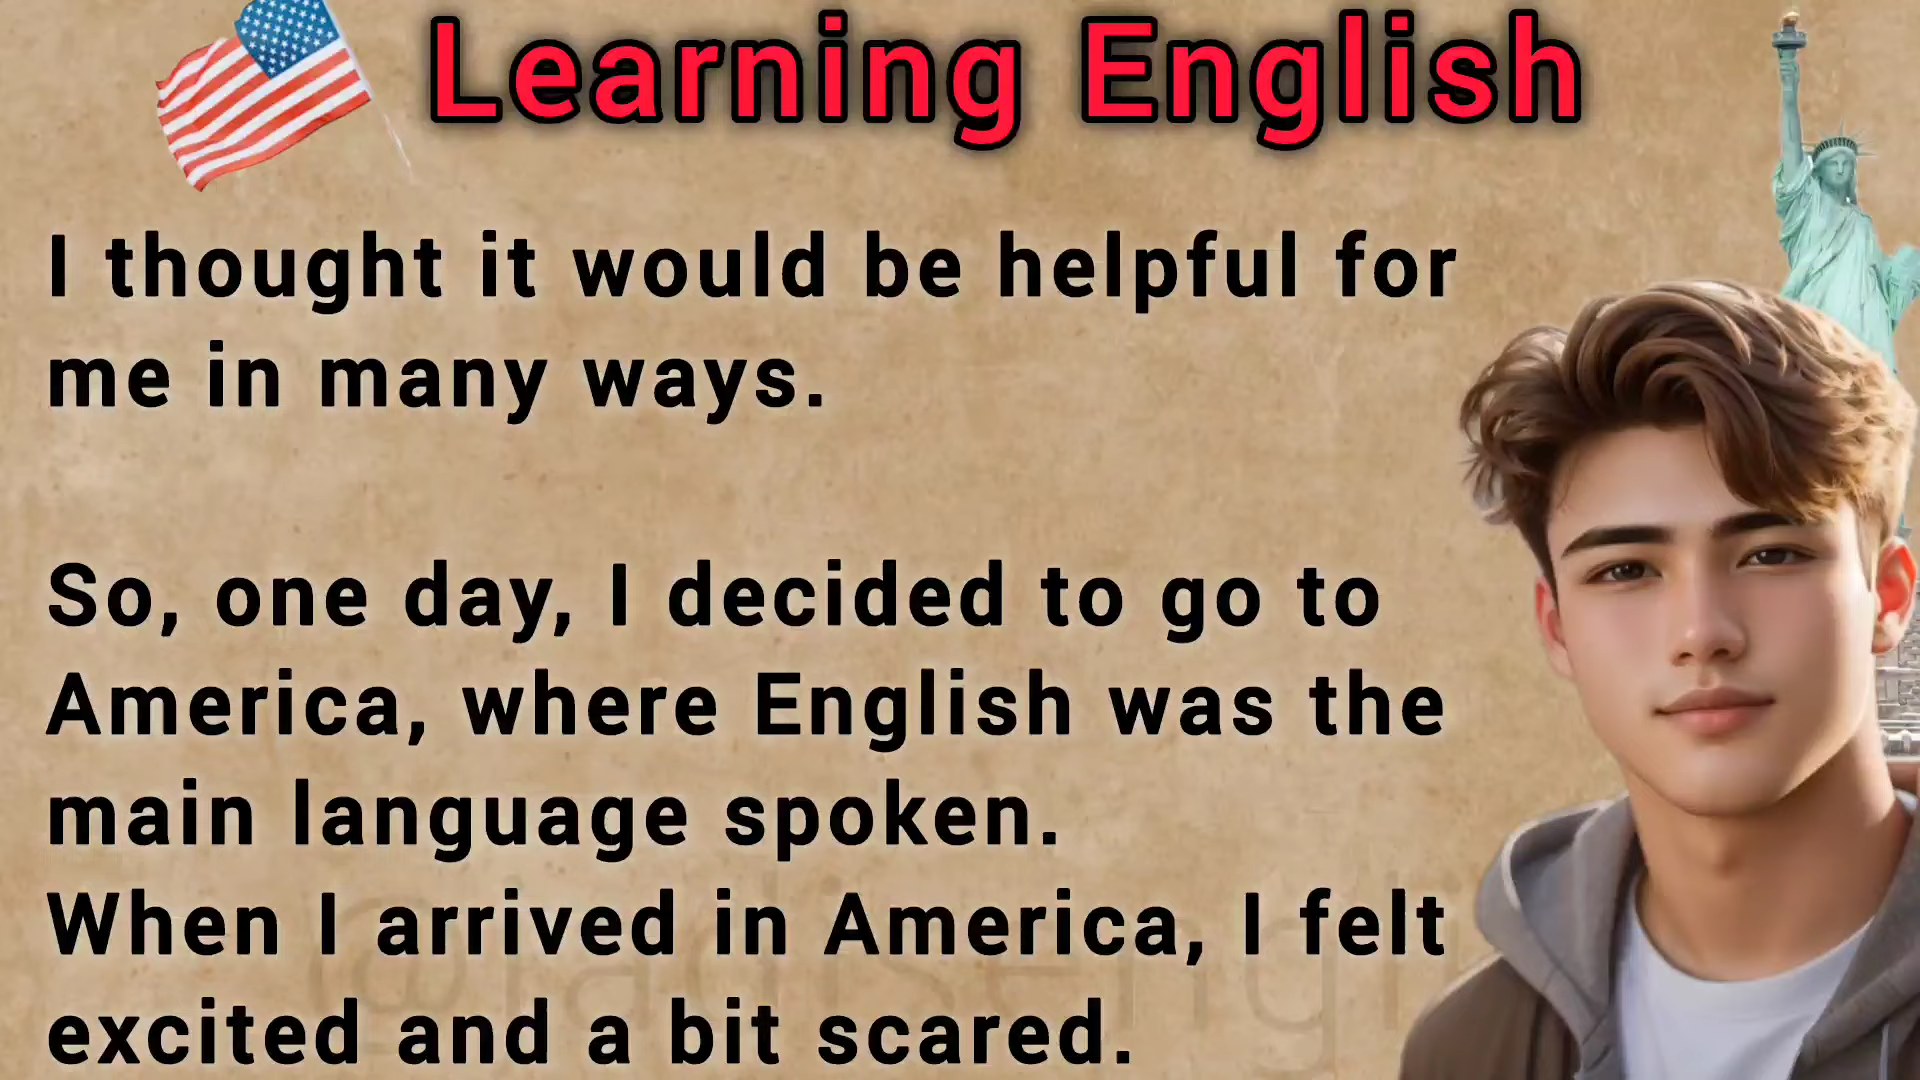 Learning English
I thought it would be helpful for
me in many ways.
So, one day, I decided to go to
America, where English was the
main language spoken.
When I arrived in America, I felt
excited and a bit scared.